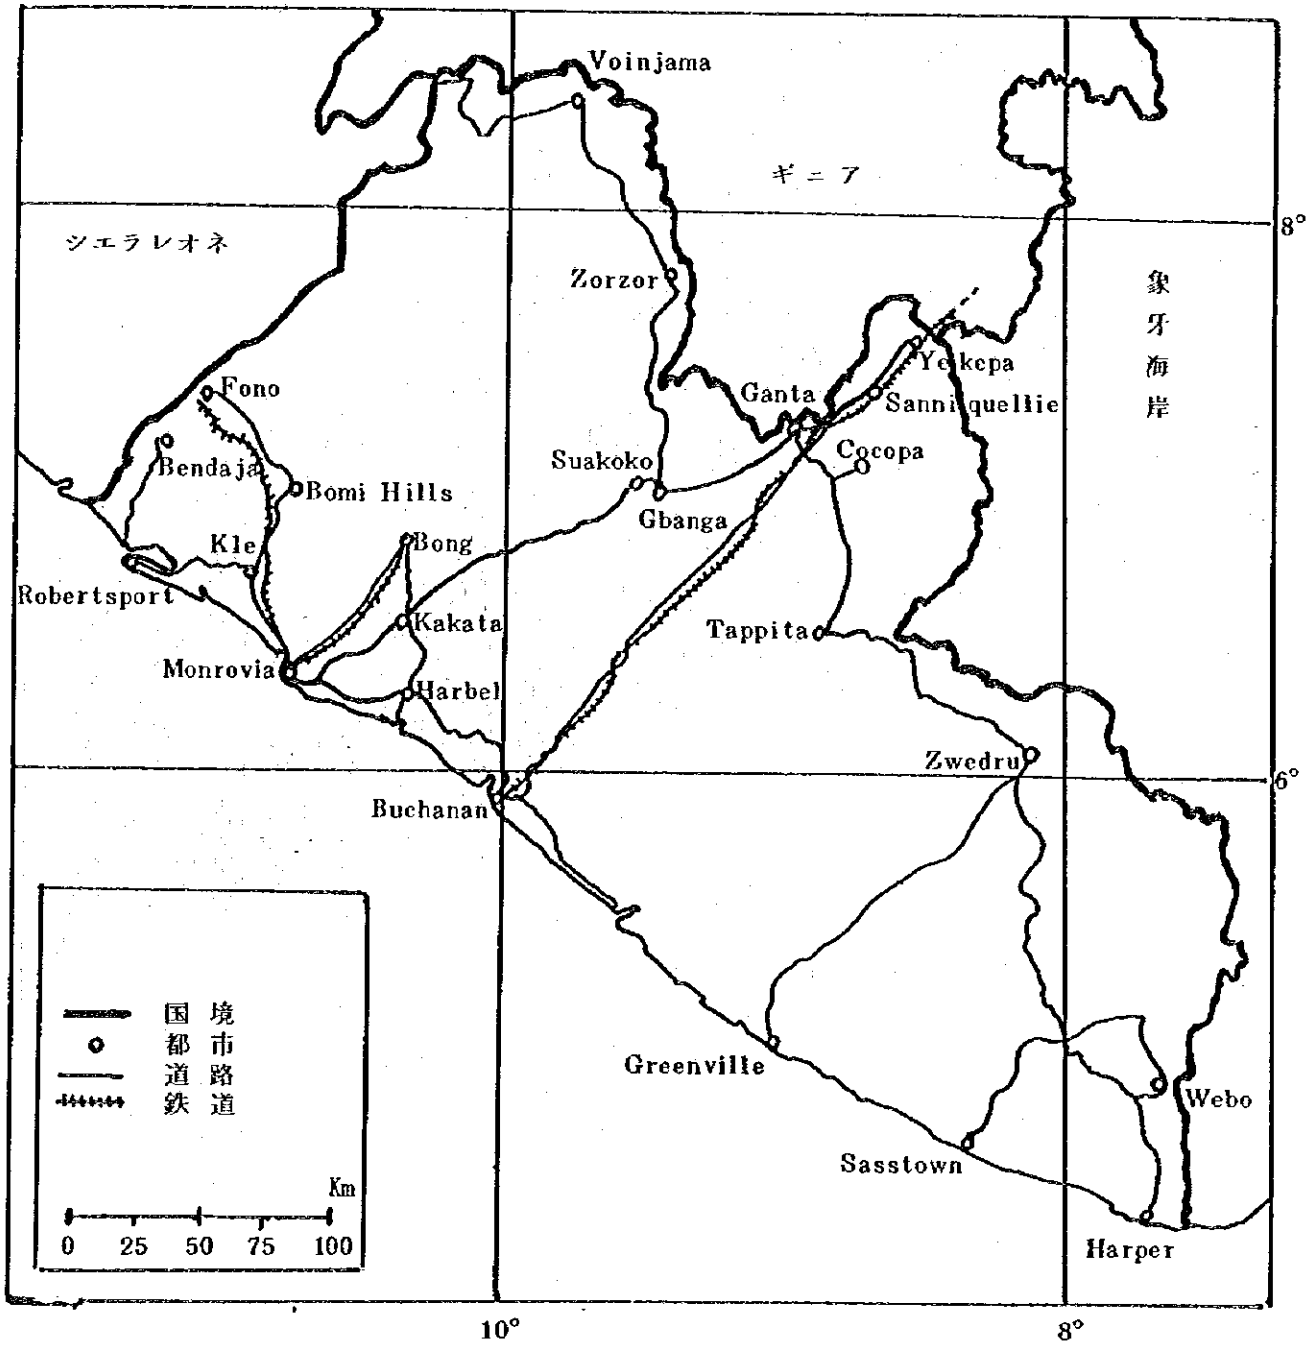 Voinjama
ギニア
8°
シエラレオネ
Zorzor
象牙海岸
Yekepa
Fono
Ganta
Sanniquellie
Cocopa
Suakoko
Bendaja
Bomi Hills
Gbanga
Kle
Bong
Robertsport
Kakata
Tappita
Monrovia
Harbel
Zwedru
6°
Buchanan
国境
都市
道路
鉄道
Greenville
Webo
Sasstown
Km
0 25 50 75 100
Harper
10° 8°